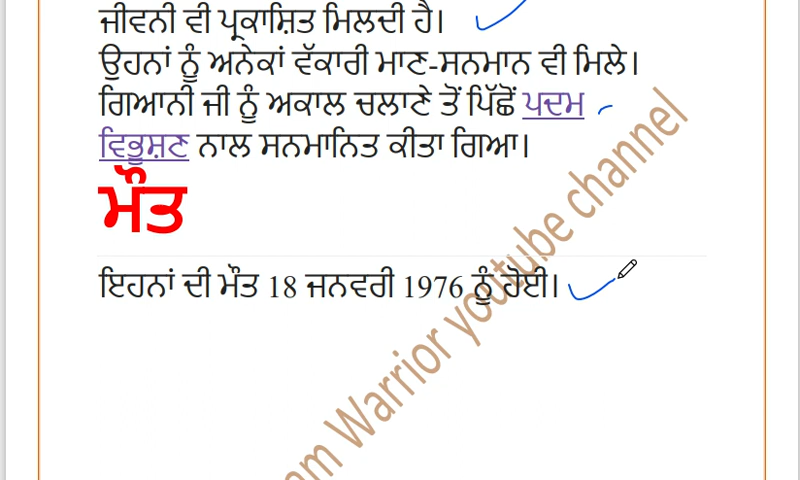 ਜੀਵਨੀ ਵੀ ਪ੍ਰਕਾਸ਼ਿਤ ਮਿਲਦੀ ਹੈ।
ਉਹਨਾਂ ਨੂੰ ਅਨੇਕਾਂ ਵੱਕਾਰੀ ਮਾਣ-ਸਨਮਾਨ ਵੀ ਮਿਲੇ।
ਗਿਆਨੀ ਜੀ ਨੂੰ ਅਕਾਲ ਚਲਾਣੇ ਤੋਂ ਪਿੱਛੋਂ ਪਦਮ
ਵਿਭੂਸ਼ਣ ਨਾਲ ਸਨਮਾਨਿਤ ਕੀਤਾ ਗਿਆ।
ਮੌਤ
ਇਹਨਾਂ ਦੀ ਮੌਤ 18 ਜਨਵਰੀ 1976 ਨੂੰ ਹੋਈ।
Warrior youtube channel